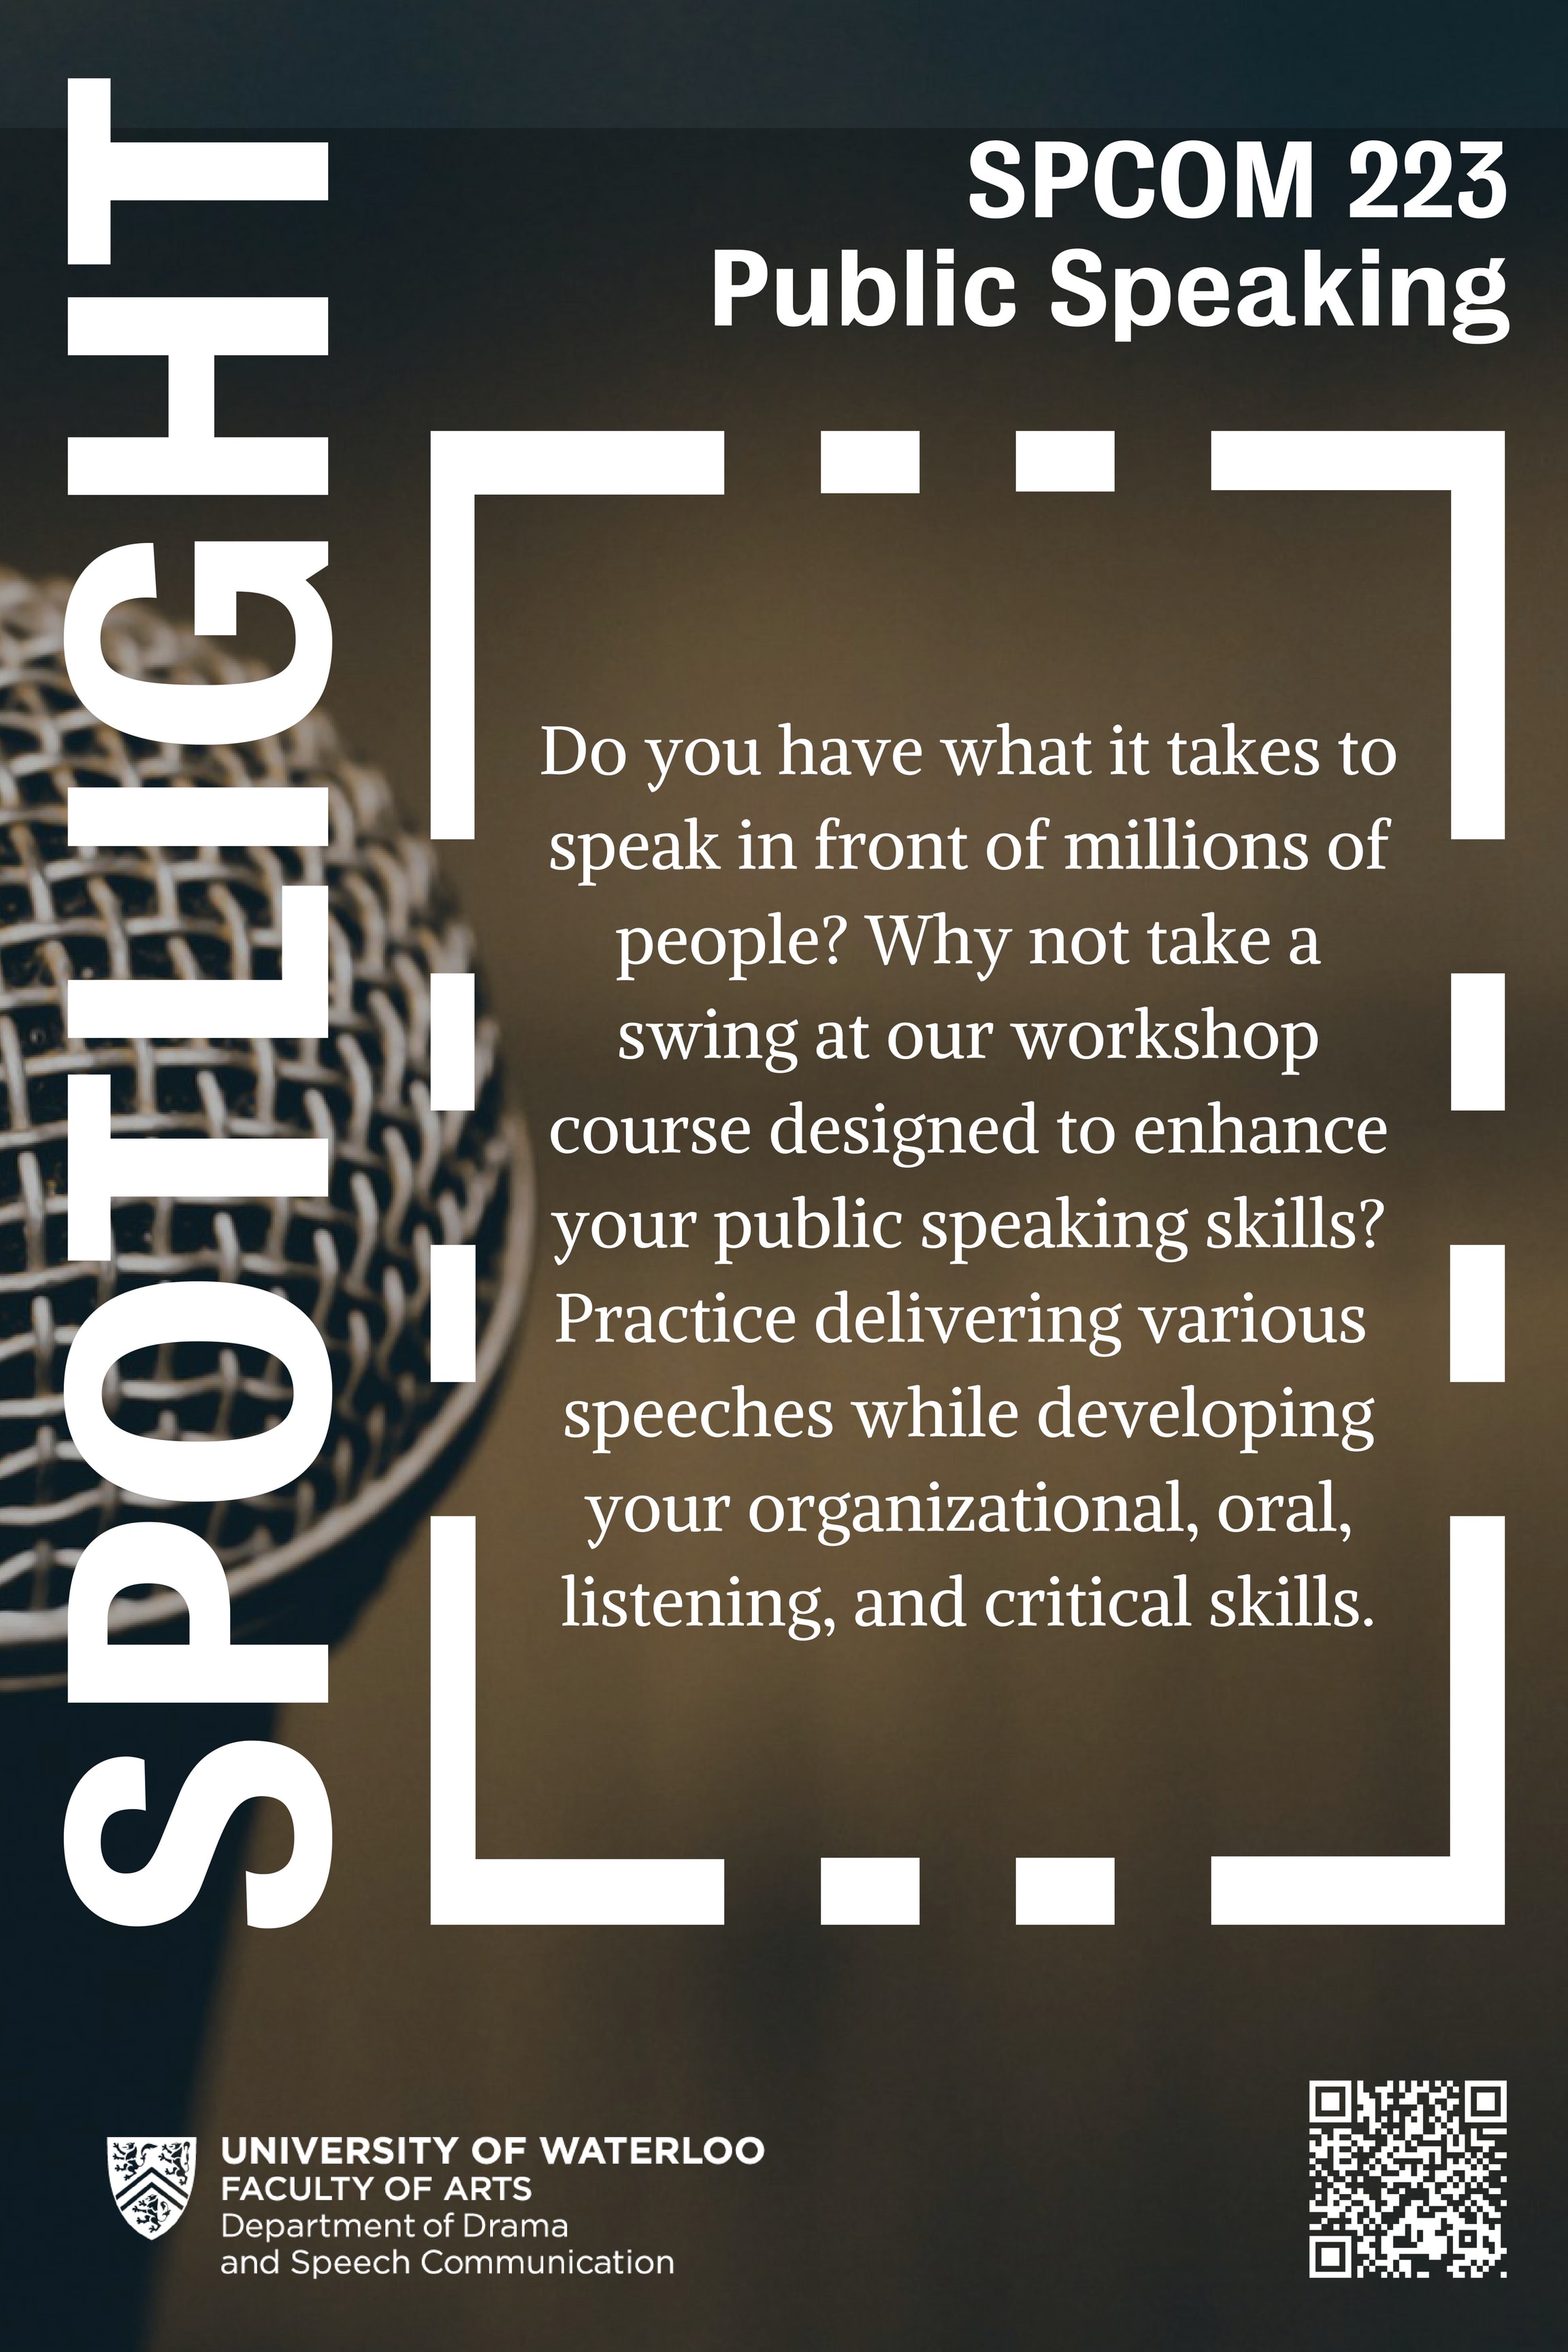 SPOTLIGHT
SPCOM 223
Public Speaking
Do you have what it takes to
speak in front of millions of
people? Why not take a
swing at our workshop
course designed to enhance
your public speaking skills?
Practice delivering various
speeches while developing
your organizational, oral,
listening, and critical skills.
UNIVERSITY OF WATERLOO
FACULTY OF ARTS
Department of Drama
and Speech Communication